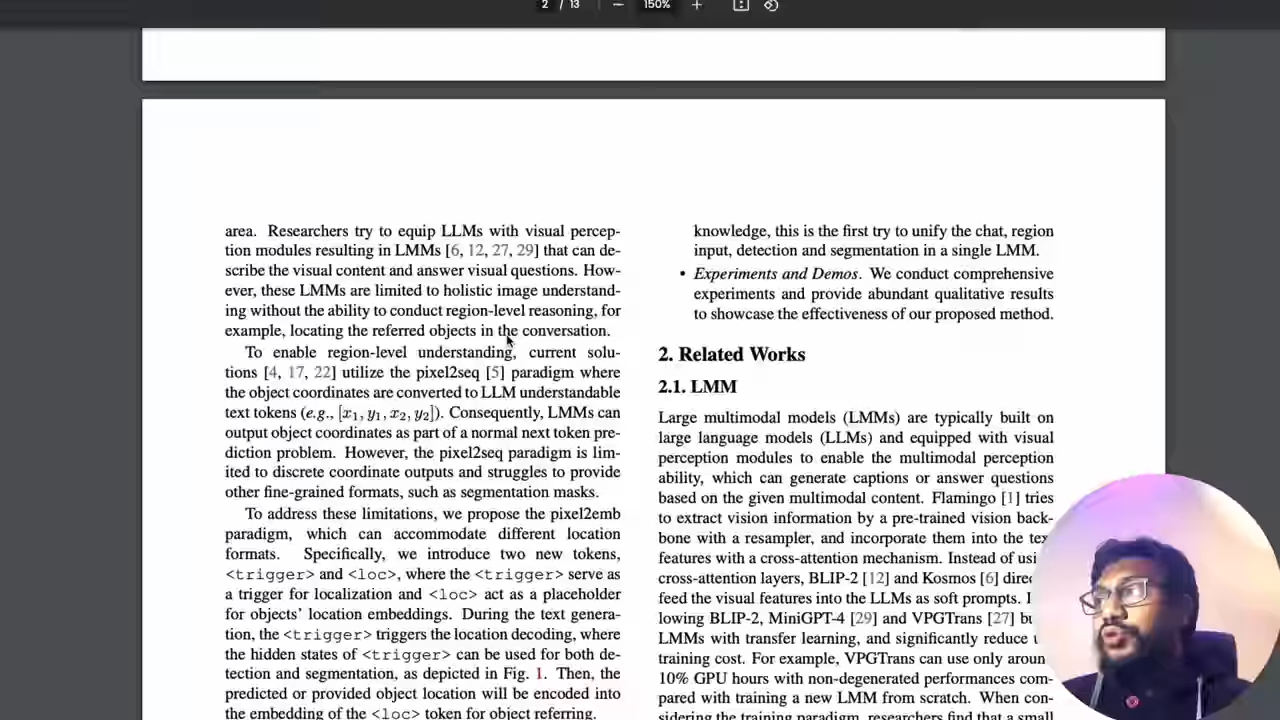 2 / 13 150%
area. Researchers try to equip LLMs with visual percep-
tion modules resulting in LMMs [6, 12, 27, 29] that can de-
scribe the visual content and answer visual questions. How-
ever, these LMMs are limited to holistic image understand-
ing without the ability to conduct region-level reasoning, for
example, locating the referred objects in the conversation.
To enable region-level understanding, current solu-
tions [4, 17, 22] utilize the pixel2seq [5] paradigm where
the object coordinates are converted to LLM understandable
text tokens (e.g., [x₁, y₁, x₂, y₂]). Consequently, LMMs can
output object coordinates as part of a normal next token pre-
diction problem. However, the pixel2seq paradigm is lim-
ited to discrete coordinate outputs and struggles to provide
other fine-grained formats, such as segmentation masks.
To address these limitations, we propose the pixel2emb
paradigm, which can accommodate different location
formats. Specifically, we introduce two new tokens,
<trigger> and <loc>, where the <trigger> serve as
a trigger for localization and <loc> act as a placeholder
for objects' location embeddings. During the text genera-
tion, the <trigger> triggers the location decoding, where
the hidden states of <trigger> can be used for both de-
tection and segmentation, as depicted in Fig. 1. Then, the
predicted or provided object location will be encoded into
the embedding of the <loc> token for object referring.
knowledge, this is the first try to unify the chat, region
input, detection and segmentation in a single LMM.
• Experiments and Demos. We conduct comprehensive
experiments and provide abundant qualitative results
to showcase the effectiveness of our proposed method.
2. Related Works
2.1. LMM
Large multimodal models (LMMs) are typically built on
large language models (LLMs) and equipped with visual
perception modules to enable the multimodal perception
ability, which can generate captions or answer questions
based on the given multimodal content. Flamingo [1] tries
to extract vision information by a pre-trained vision back-
bone with a resampler, and incorporate them into the
features with a cross-attention mechanism. Instead of
cross-attention layers, BLIP-2 [12] and Kosmos [6]
feed the visual features into the LLMs as soft prompts.
lowing BLIP-2, MiniGPT-4 [29] and VPGTrans [27]
LMMs with transfer learning, and significantly reduce
training cost. For example, VPGTrans can use only
10% GPU hours with non-degenerated performances com-
pared with training a new LMM from scratch. When con-
sidering the training paradigm, researchers find that a small